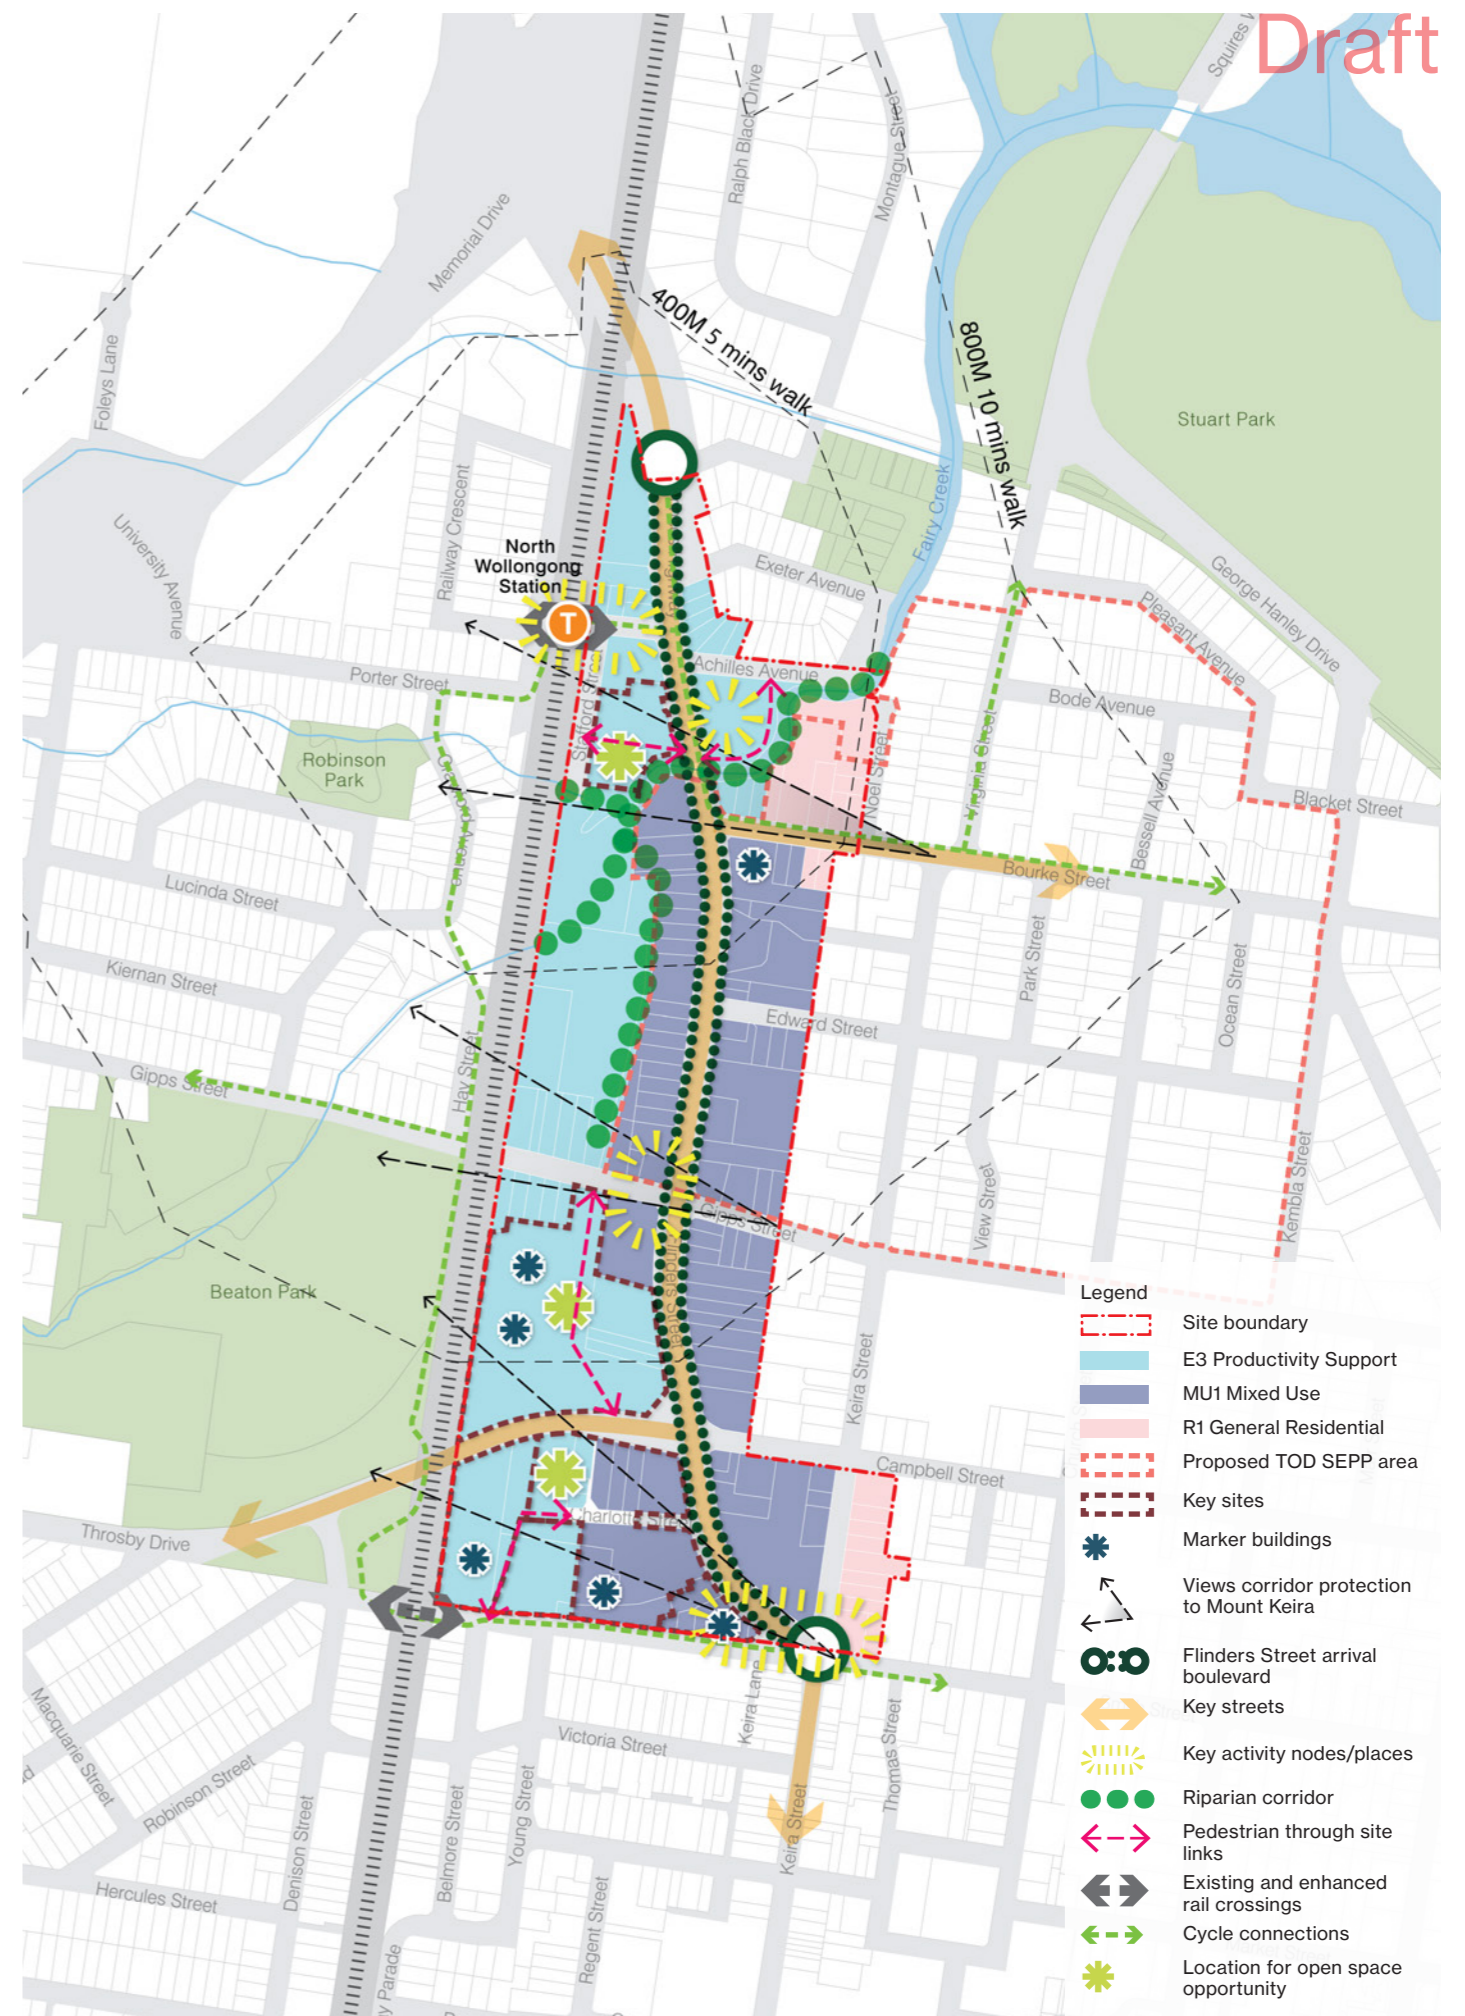 Draft
Squires W
Ralph Black Drive
Montague Street
Memorial Drive
Foleys Lane
400M 5 mins walk
800M 10 mins walk
Stuart Park
University Avenue
Railway Crescent
Fairy Creek
North
Wollongong
Station
T
Exeter Avenue
George Hanley Drive
Pleasant Avenue
Porter Street
Stafford Street
Achilles Avenue
Bode Avenue
Robinson
Park
Noel Street
Virginia Street
Bessell Avenue
Blacket Street
Lucinda Street
Bourke Street
Kiernan Street
Park Street
Ocean Street
Edward Street
Gipps Street
Hay Street
View Street
Kembla Street
Gipps Street
Flinders Street
Beaton Park
Keira Street
Campbell Street
Charlotte Street
Throsby Drive
Macquarie Street
Robinson Street
Victoria Street
Keira Lane
Thomas Street
Denison Street
Belmore Street
Young Street
Keira Street
Hercules Street
Regent Street
y Parade
Legend
Site boundary
E3 Productivity Support
MU1 Mixed Use
R1 General Residential
Proposed TOD SEPP area
Key sites
Marker buildings
Views corridor protection
to Mount Keira
Flinders Street arrival
boulevard
Key streets
Key activity nodes/places
Riparian corridor
Pedestrian through site
links
Existing and enhanced
rail crossings
Cycle connections
Location for open space
opportunity
Market Street